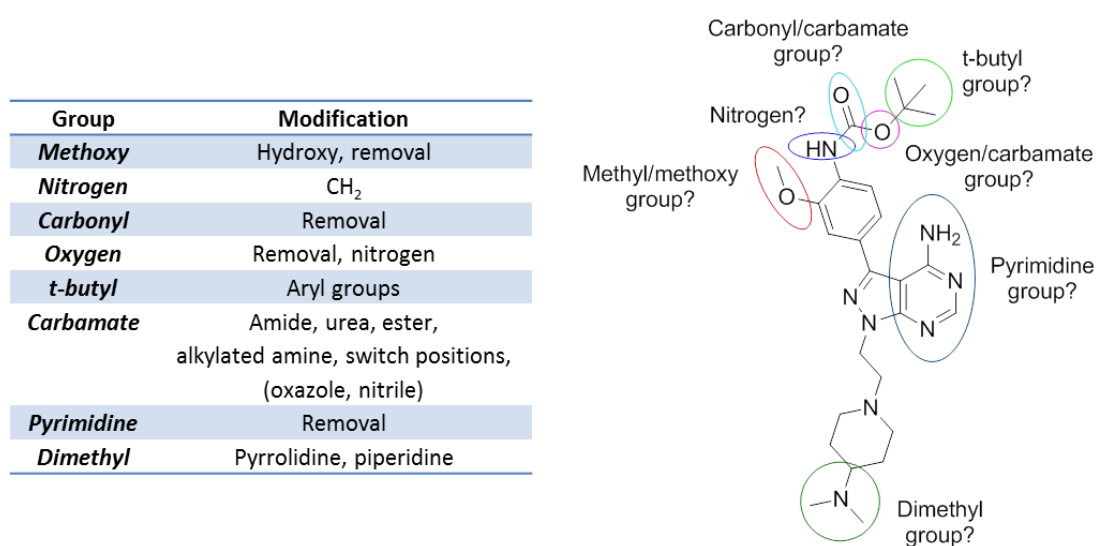 Group Modification
Methoxy Hydroxy, removal
Nitrogen CH₂
Carbonyl Removal
Oxygen Removal, nitrogen
t-butyl Aryl groups
Carbamate Amide, urea, ester,
alkylated amine, switch positions,
(oxazole, nitrile)
Pyrimidine Removal
Dimethyl Pyrrolidine, piperidine
Carbonyl/carbamate
group?
t-butyl
group?
Nitrogen?
O
O
HN
Oxygen/carbamate
group?
Methyl/methoxy
group?
O
NH₂
N
Pyrimidine
group?
N
N
N
N
N
Dimethyl
group?